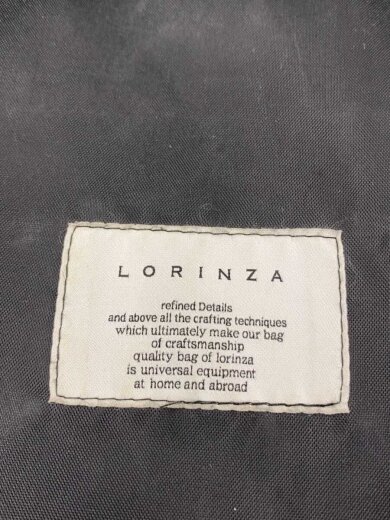 LORINZA
refined Details
and above all the crafting techniques
which ultimately make our bag
of craftsmanship
quality bag of lorinza
is universal equipment
at home and abroad